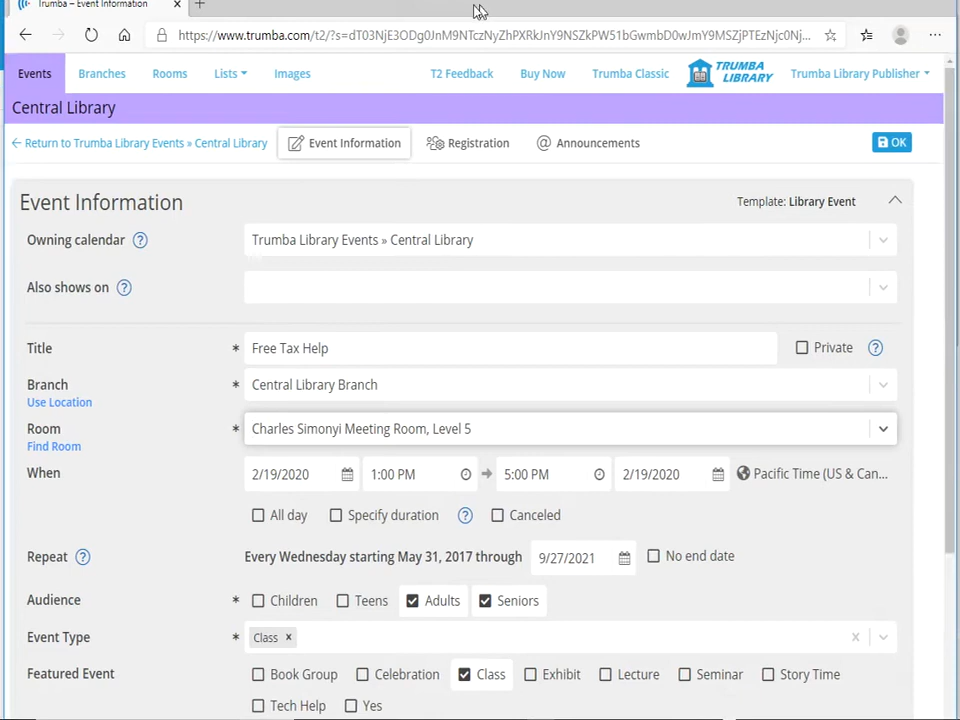 Trumba – Event Information
https://www.trumba.com/t2/?s=dT03NjE3ODg0JnM9NTczNyZhPXRkJnY9NSZkPW51bGwmbD0wJmY9MSZjPTEzNjc0Nj...
Events Branches Rooms Lists Images T2 Feedback Buy Now Trumba Classic TRUMBA LIBRARY Trumba Library Publisher
Central Library
Return to Trumba Library Events » Central Library Event Information Registration @ Announcements OK
Event Information Template: Library Event
Owning calendar ? Trumba Library Events » Central Library
Also shows on ?
Title * Free Tax Help Private ?
Branch * Central Library Branch
Use Location
Room * Charles Simonyi Meeting Room, Level 5
Find Room
When 2/19/2020 1:00 PM 5:00 PM 2/19/2020 Pacific Time (US & Can...
All day Specify duration ? Canceled
Repeat ? Every Wednesday starting May 31, 2017 through 9/27/2021 No end date
Audience * Children Teens Adults Seniors
Event Type * Class ×
Featured Event Book Group Celebration Class Exhibit Lecture Seminar Story Time
Tech Help Yes